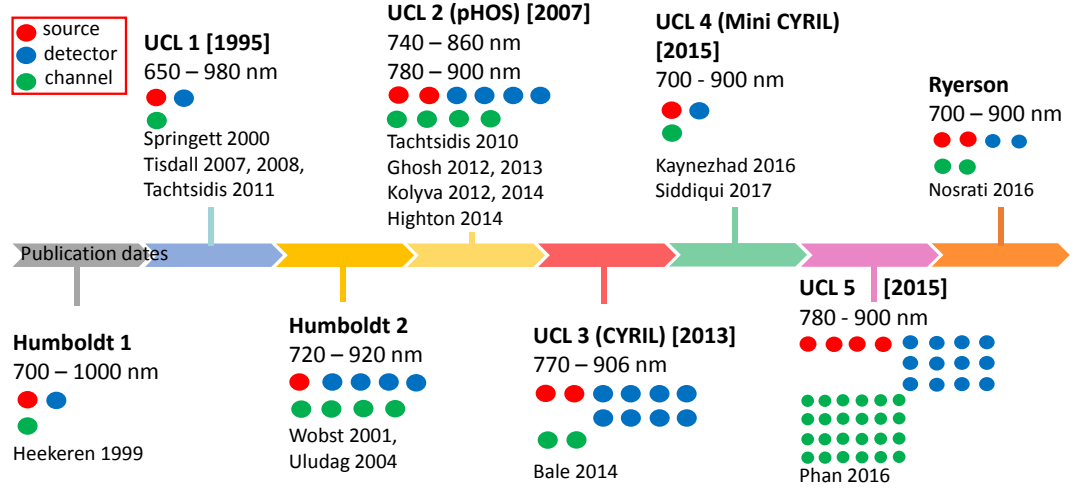 source
detector
channel
UCL 1 [1995]
650 – 980 nm
Springett 2000
Tisdall 2007, 2008,
Tachtsidis 2011
UCL 2 (pHOS) [2007]
740 – 860 nm
780 – 900 nm
Tachtsidis 2010
Ghosh 2012, 2013
Kolyva 2012, 2014
Highton 2014
UCL 4 (Mini CYRIL)
[2015]
700 - 900 nm
Kaynezhad 2016
Siddiqui 2017
Ryerson
700 – 900 nm
Nosrati 2016
Publication dates
Humboldt 1
700 – 1000 nm
Heekeren 1999
Humboldt 2
720 – 920 nm
Wobst 2001,
Uludag 2004
UCL 3 (CYRIL) [2013]
770 – 906 nm
Bale 2014
UCL 5 [2015]
780 - 900 nm
Phan 2016